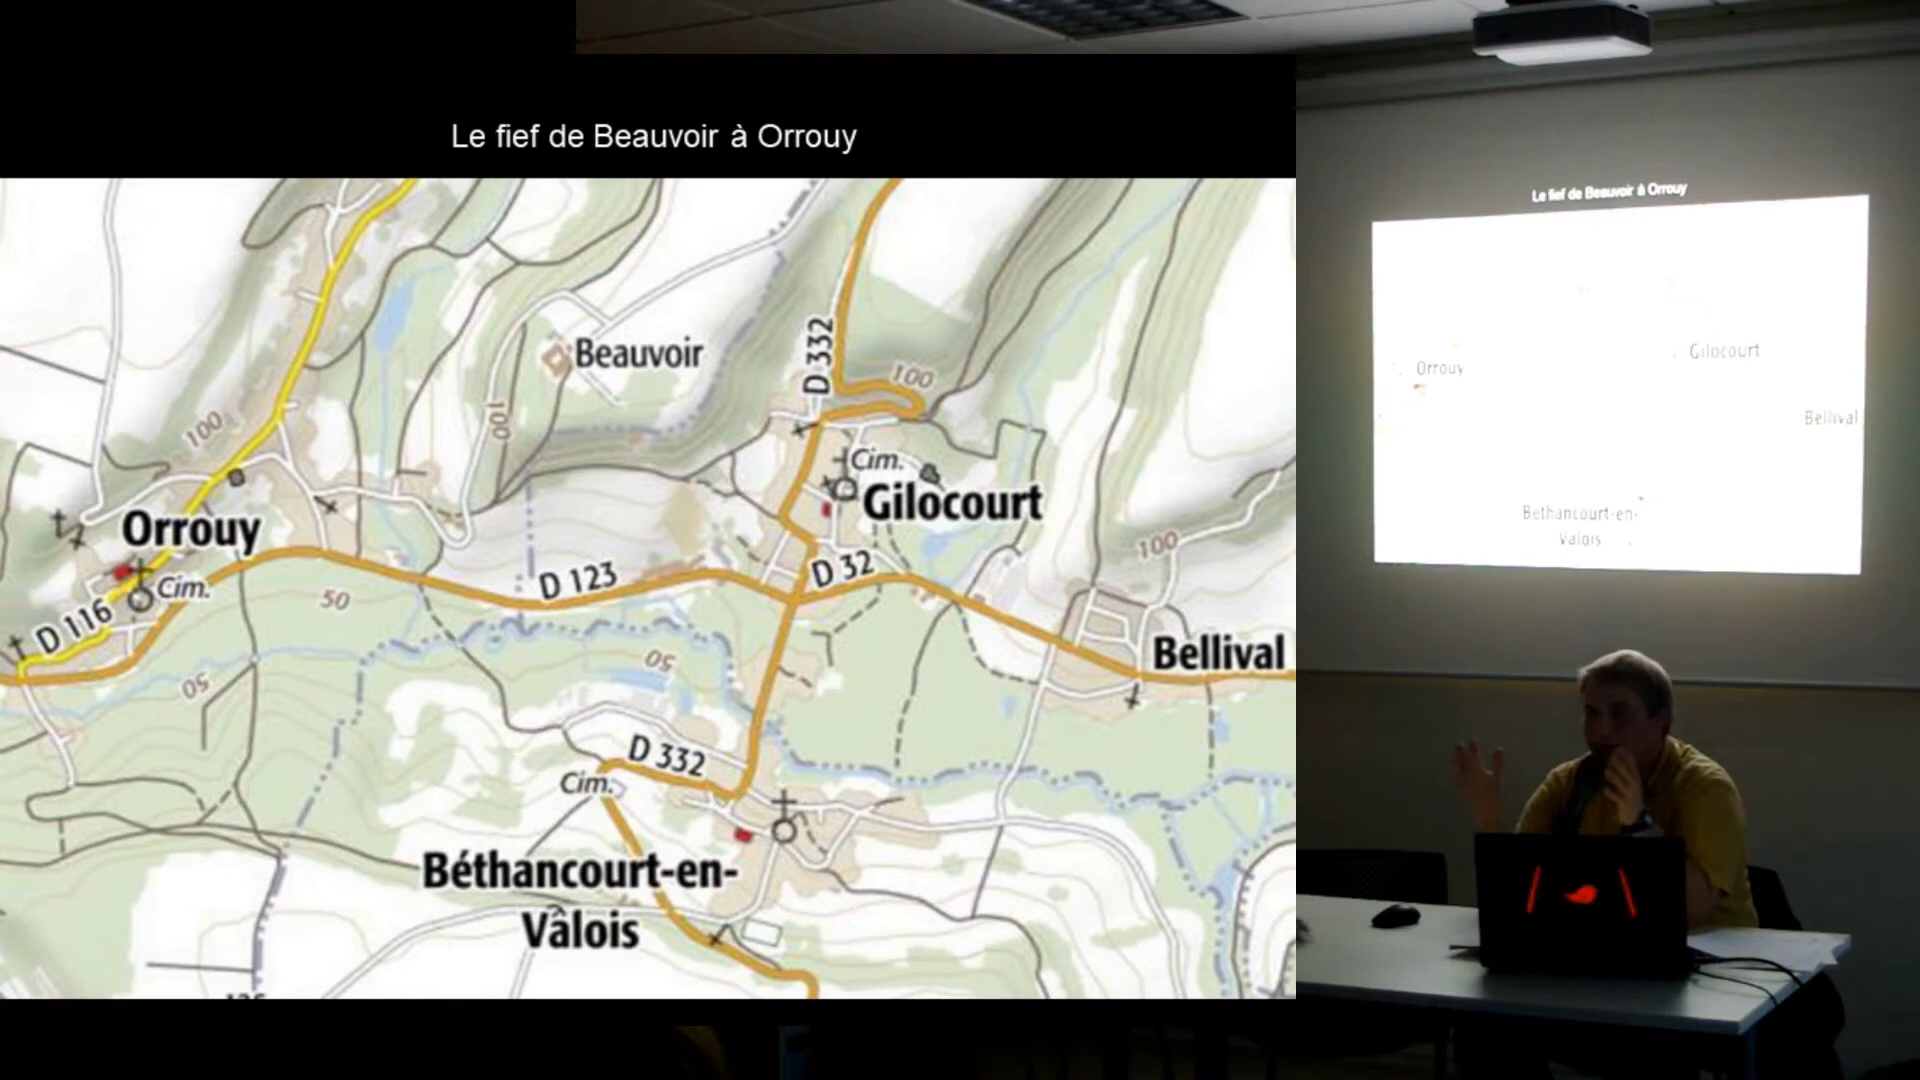 Le fief de Beauvoir à Orrouy
D 332
Beauvoir
100
100
100
Cim.
Gilocourt
Orrouy
100
D 32
D 123
Cim.
50
D 116
Bellival
50
50
D 332
Cim.
Béthancourt-en-
Valois
Le fief de Beauvoir à Orrouy
Gilocourt
Orrouy
Bellival
Béthancourt-en-
Valois